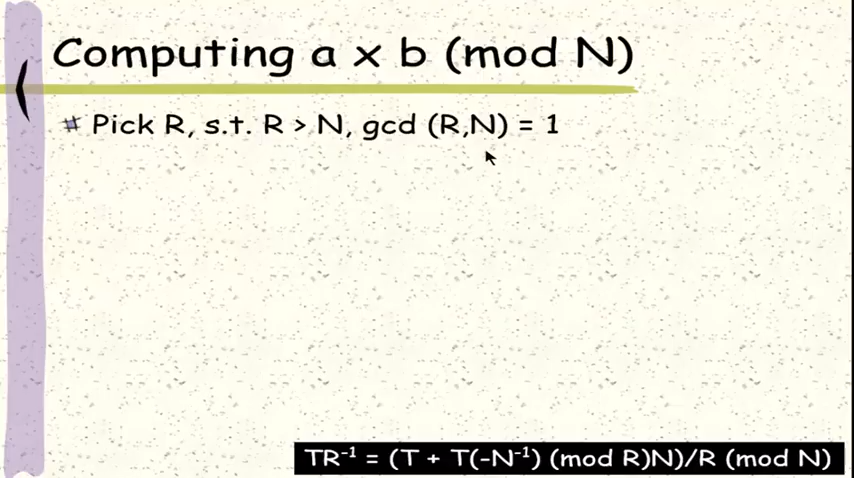 Computing a x b (mod N)
Pick R, s.t. R > N, gcd (R,N) = 1
TR⁻¹ = (T + T(-N⁻¹) (mod R)N)/R (mod N)